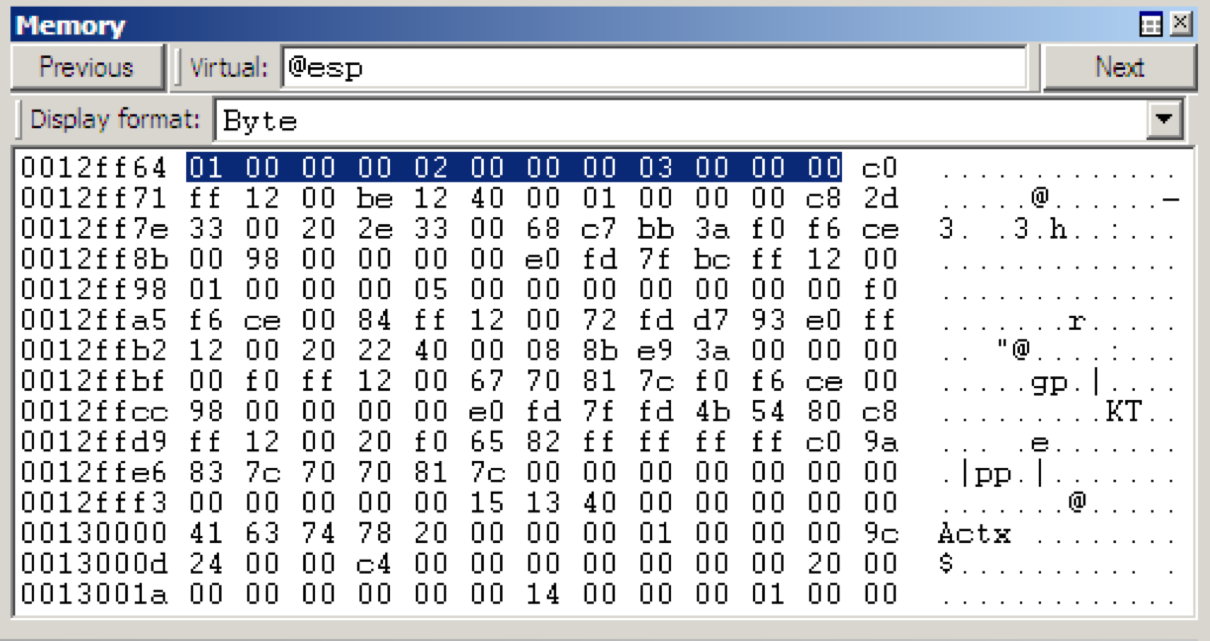 Memory
Previous Virtual: @esp Next
Display format: Byte
0012ff64 01 00 00 00 02 00 00 00 03 00 00 00 c0 .............
0012ff71 ff 12 00 be 12 40 00 01 00 00 00 c8 2d .....@......-
0012ff7e 33 00 20 2e 33 00 68 c7 bb 3a f0 f6 ce 3. .3.h..:...
0012ff8b 00 98 00 00 00 00 e0 fd 7f bc ff 12 00 .............
0012ff98 01 00 00 00 05 00 00 00 00 00 00 00 f0 .............
0012ffa5 f6 ce 00 84 ff 12 00 72 fd d7 93 e0 ff .......r.....
0012ffb2 12 00 20 22 40 00 08 8b e9 3a 00 00 00 .. "@....:...
0012ffbf 00 f0 ff 12 00 67 70 81 7c f0 f6 ce 00 .....gp.|....
0012ffcc 98 00 00 00 00 e0 fd 7f fd 4b 54 80 c8 .........KT..
0012ffd9 ff 12 00 20 f0 65 82 ff ff ff ff c0 9a ... .e.......
0012ffe6 83 7c 70 70 81 7c 00 00 00 00 00 00 00 .|pp.|.......
0012fff3 00 00 00 00 00 15 13 40 00 00 00 00 00 .......@.....
00130000 41 63 74 78 20 00 00 00 01 00 00 00 9c Actx ........
0013000d 24 00 00 c4 00 00 00 00 00 00 00 20 00 $.......... .
0013001a 00 00 00 00 00 00 14 00 00 00 01 00 00 .............